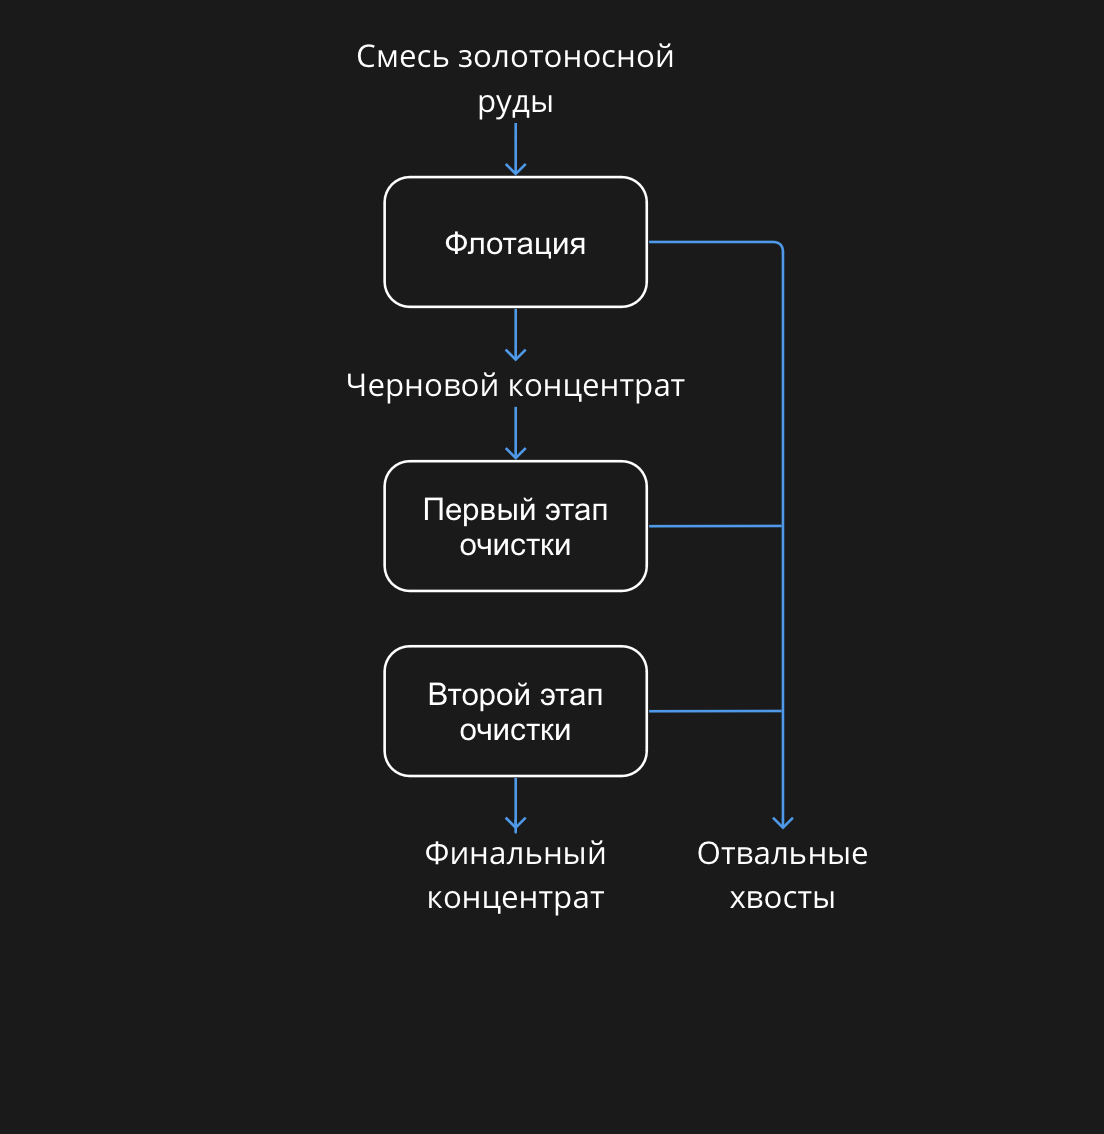 Смесь золотоносной
руды
Флотация
Черновой концентрат
Первый этап
очистки
Второй этап
очистки
Финальный
концентрат
Отвальные
хвосты